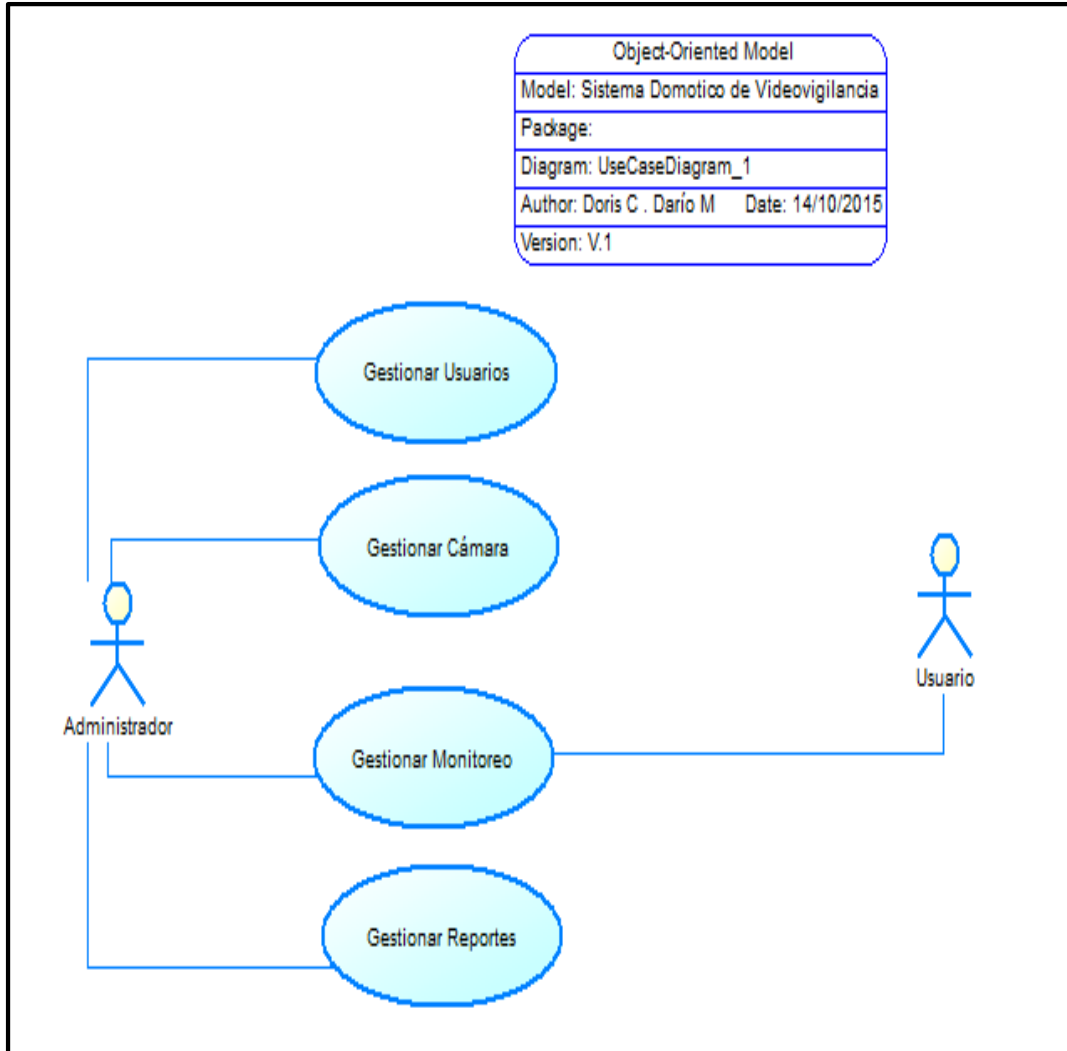 Object-Oriented Model
Model: Sistema Domotico de Videovigilancia
Package:
Diagram: UseCaseDiagram_1
Author: Doris C . Darío M Date: 14/10/2015
Version: V.1
Gestionar Usuarios
Gestionar Cámara
Usuario
Administrador
Gestionar Monitoreo
Gestionar Reportes